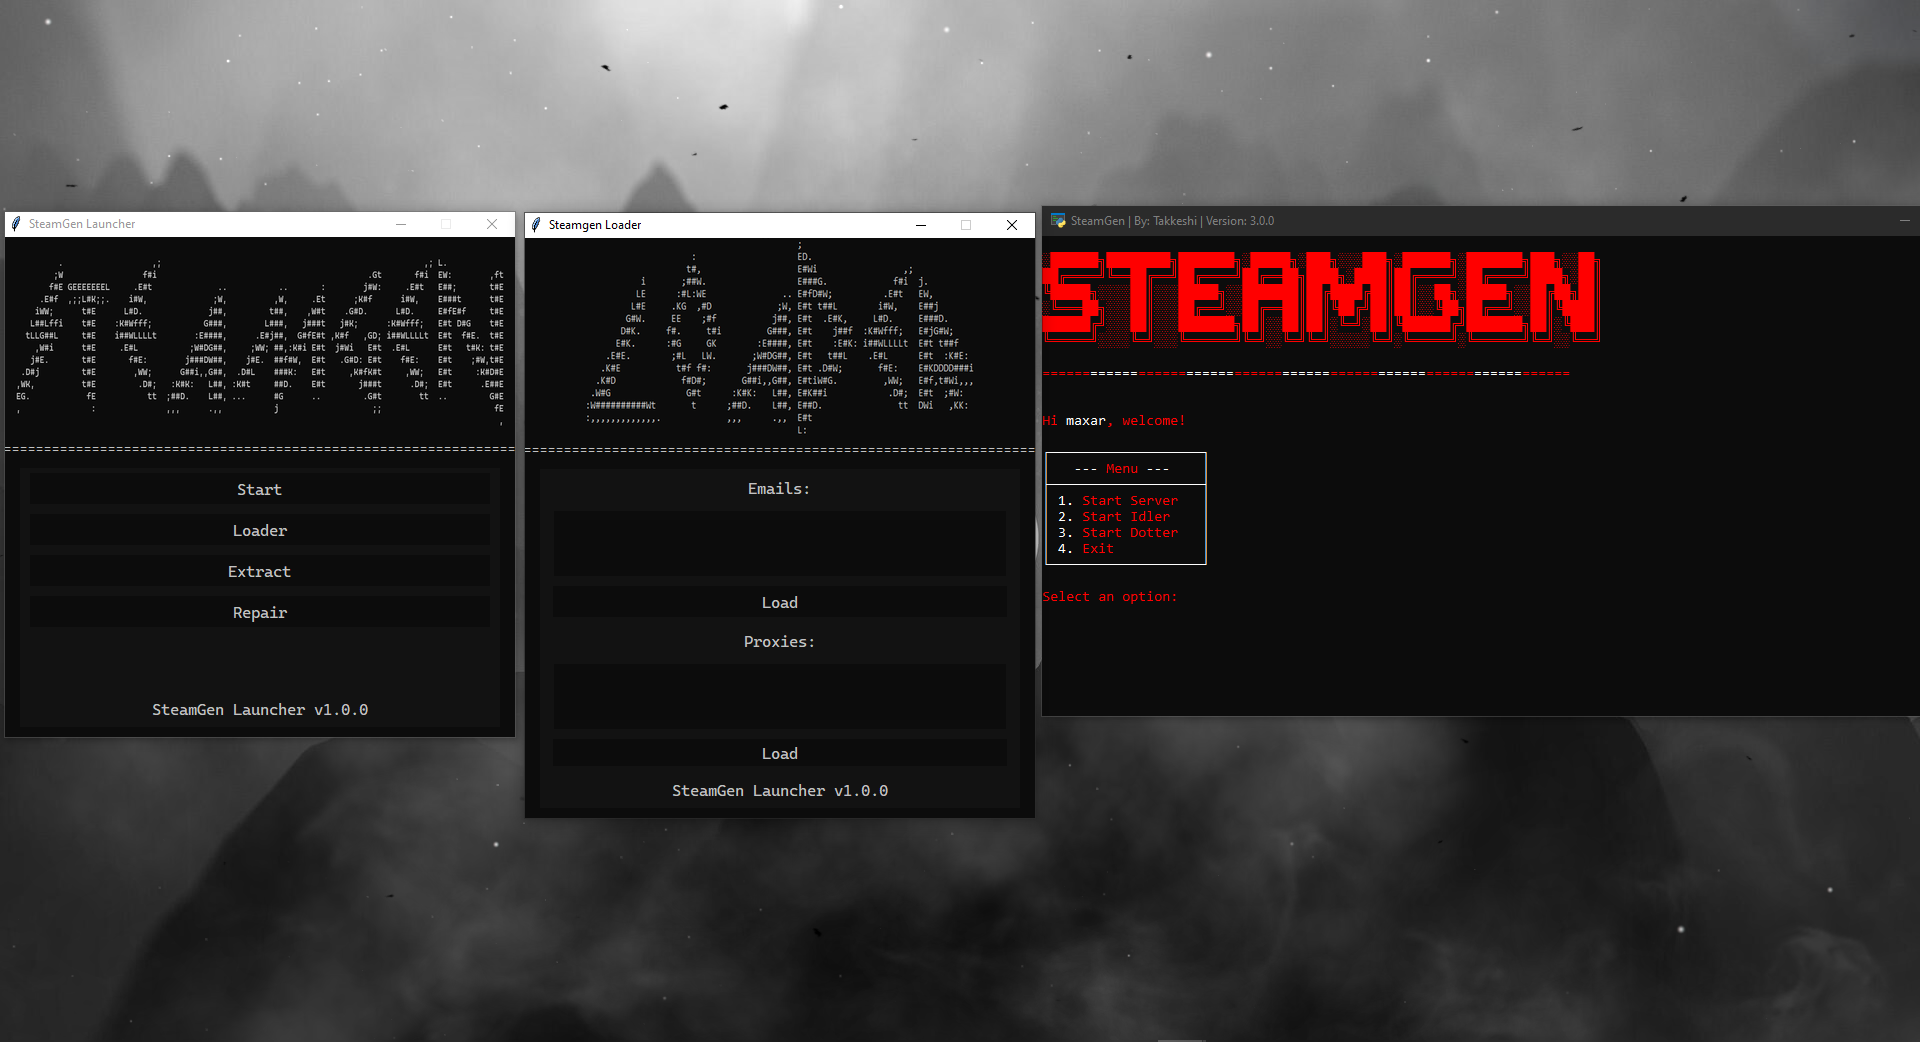 SteamGen Launcher
Start
Loader
Extract
Repair
SteamGen Launcher v1.0.0
Steamgen Loader
Emails:
Load
Proxies:
Load
SteamGen Launcher v1.0.0
SteamGen | By: Takkeshi | Version: 3.0.0
STEAMGEN
Hi maxar, welcome!
--- Menu ---
1. Start Server
2. Start Idler
3. Start Dotter
4. Exit
Select an option: